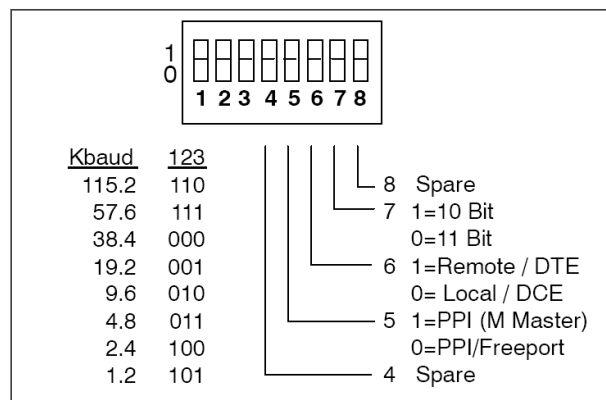 1
0
1 2 3 4 5 6 7 8
Kbaud 123
115.2 110
57.6 111
38.4 000
19.2 001
9.6 010
4.8 011
2.4 100
1.2 101
8 Spare
7 1=10 Bit
0=11 Bit
6 1=Remote / DTE
0= Local / DCE
5 1=PPI (M Master)
0=PPI/Freeport
4 Spare